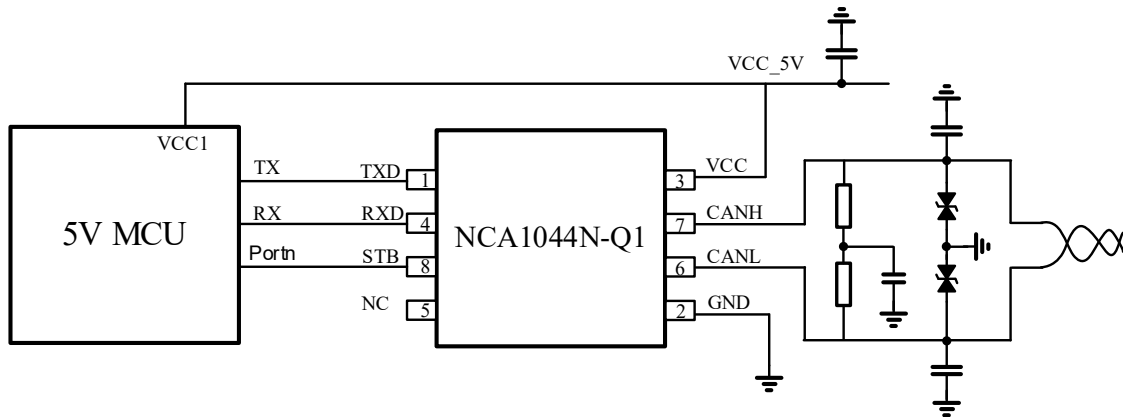 VCC_5V
VCC1
TX TXD 1 3 VCC
5V MCU RX RXD 4 NCA1044N-Q1 7 CANH
Portn STB 8 6 CANL
NC 5 2 GND